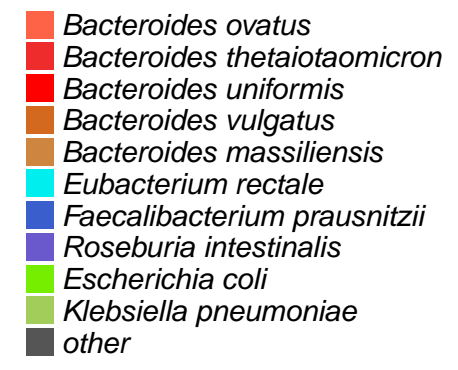 Bacteroides ovatus
Bacteroides thetaiotaomicron
Bacteroides uniformis
Bacteroides vulgatus
Bacteroides massiliensis
Eubacterium rectale
Faecalibacterium prausnitzii
Roseburia intestinalis
Escherichia coli
Klebsiella pneumoniae
other